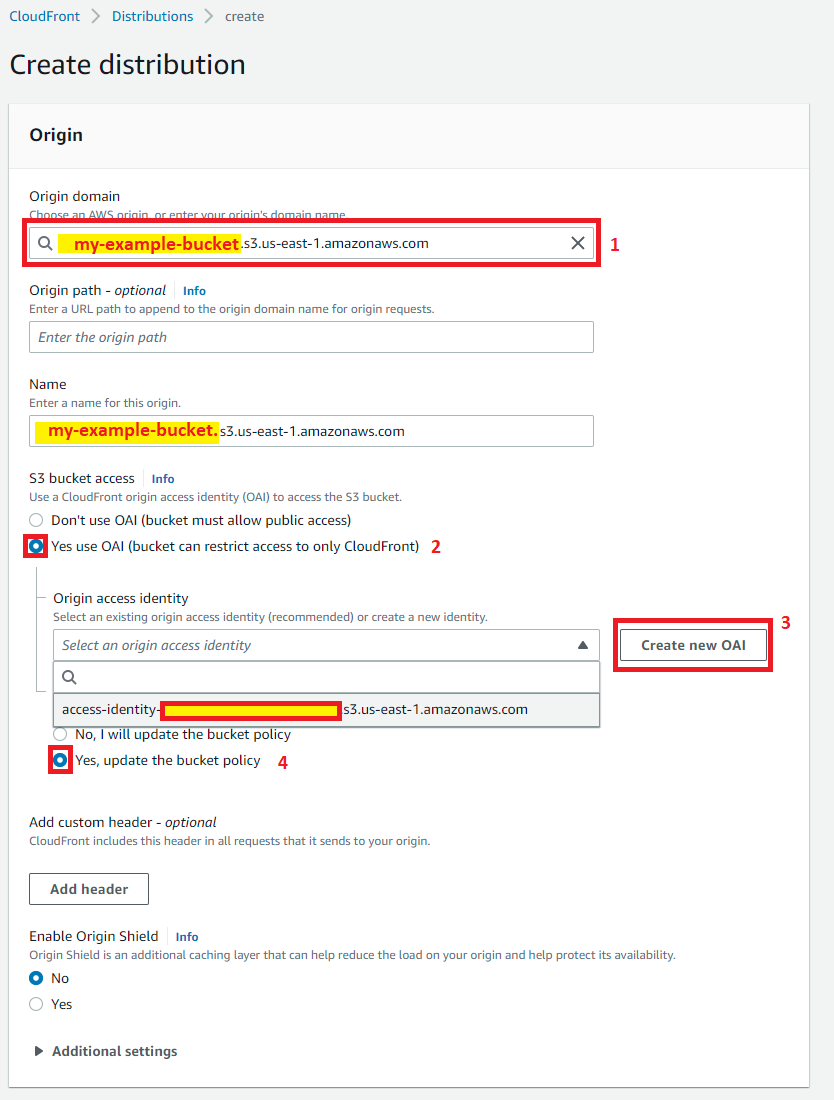 CloudFront > Distributions > create
Create distribution
Origin
Origin domain
Choose an AWS origin, or enter your origin's domain name.
my-example-bucket.s3.us-east-1.amazonaws.com
1
Origin path - optional Info
Enter a URL path to append to the origin domain name for origin requests.
Enter the origin path
Name
Enter a name for this origin.
my-example-bucket.s3.us-east-1.amazonaws.com
S3 bucket access Info
Use a CloudFront origin access identity (OAI) to access the S3 bucket.
Don't use OAI (bucket must allow public access)
Yes use OAI (bucket can restrict access to only CloudFront) 2
Origin access identity
Select an existing origin access identity (recommended) or create a new identity.
Select an origin access identity
Create new OAI
3
access-identity- s3.us-east-1.amazonaws.com
No, I will update the bucket policy
Yes, update the bucket policy 4
Add custom header - optional
CloudFront includes this header in all requests that it sends to your origin.
Add header
Enable Origin Shield Info
Origin Shield is an additional caching layer that can help reduce the load on your origin and help protect its availability.
No
Yes
Additional settings